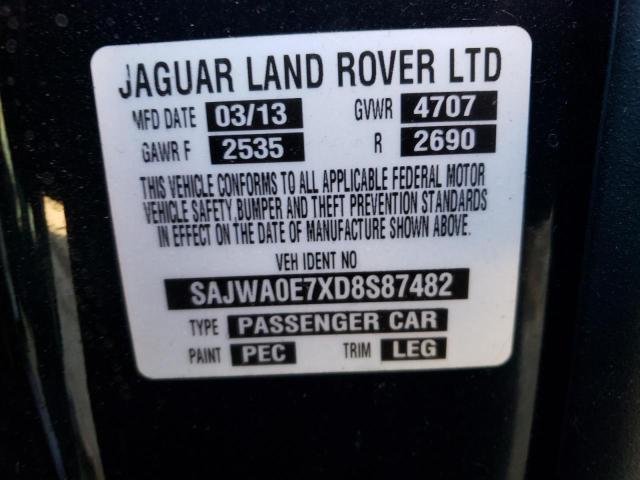 JAGUAR LAND ROVER LTD
MFD DATE 03/13 GVWR 4707
GAWR F 2535 R 2690
THIS VEHICLE CONFORMS TO ALL APPLICABLE FEDERAL MOTOR
VEHICLE SAFETY, BUMPER AND THEFT PREVENTION STANDARDS
IN EFFECT ON THE DATE OF MANUFACTURE SHOWN ABOVE.
VEH IDENT NO
SAJWA0E7XD8S87482
TYPE PASSENGER CAR
PAINT PEC TRIM LEG